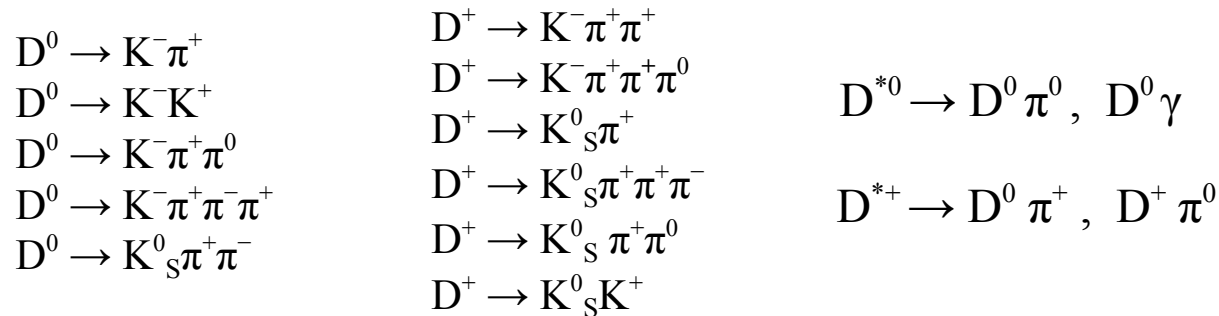 D⁰ → K⁻π⁺
D⁰ → K⁻K⁺
D⁰ → K⁻π⁺π⁰
D⁰ → K⁻π⁺π⁻π⁺
D⁰ → K⁰ₛπ⁺π⁻
D⁺ → K⁻π⁺π⁺
D⁺ → K⁻π⁺π⁺π⁰
D⁺ → K⁰ₛπ⁺
D⁺ → K⁰ₛπ⁺π⁺π⁻
D⁺ → K⁰ₛ π⁺π⁰
D⁺ → K⁰ₛK⁺
D*⁰ → D⁰ π⁰ , D⁰ γ
D*⁺ → D⁰ π⁺ , D⁺ π⁰